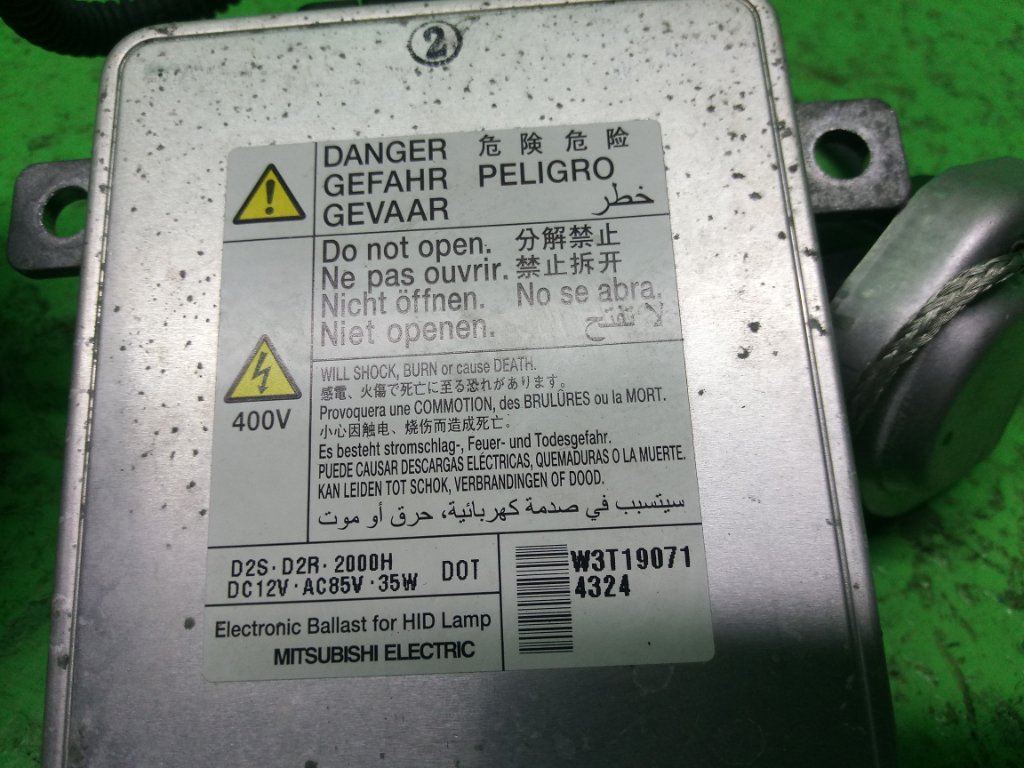 2
DANGER 危険危险
GEFAHR PELIGRO
GEVAAR خطر
Do not open. 分解禁止
Ne pas ouvrir. 禁止拆开
Nicht öffnen. No se abra.
Niet openen. لا تفتح
WILL SHOCK, BURN or cause DEATH.
感電、火傷で死亡に至る恐れがあります。
Provoquera une COMMOTION, des BRULÛRES ou la MORT.
小心因触电、烧伤而造成死亡。
Es besteht stromschlag-, Feuer- und Todesgefahr.
PUEDE CAUSAR DESCARGAS ELÉCTRICAS, QUEMADURAS O LA MUERTE.
KAN LEIDEN TOT SCHOK, VERBRANDINGEN OF DOOD.
سيتسبب في صدمة كهربائية، حرق أو موت
400V
D2S·D2R·2000H
DC12V·AC85V·35W DOT
Electronic Ballast for HID Lamp
MITSUBISHI ELECTRIC
W3T19071
4324